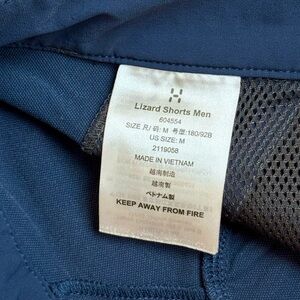 Lizard Shorts Men
604554
SIZE 尺/码: M 号型:180/92B
US SIZE: M
2119058
MADE IN VIETNAM
越南制造
越南製
ベトナム製
KEEP AWAY FROM FIRE